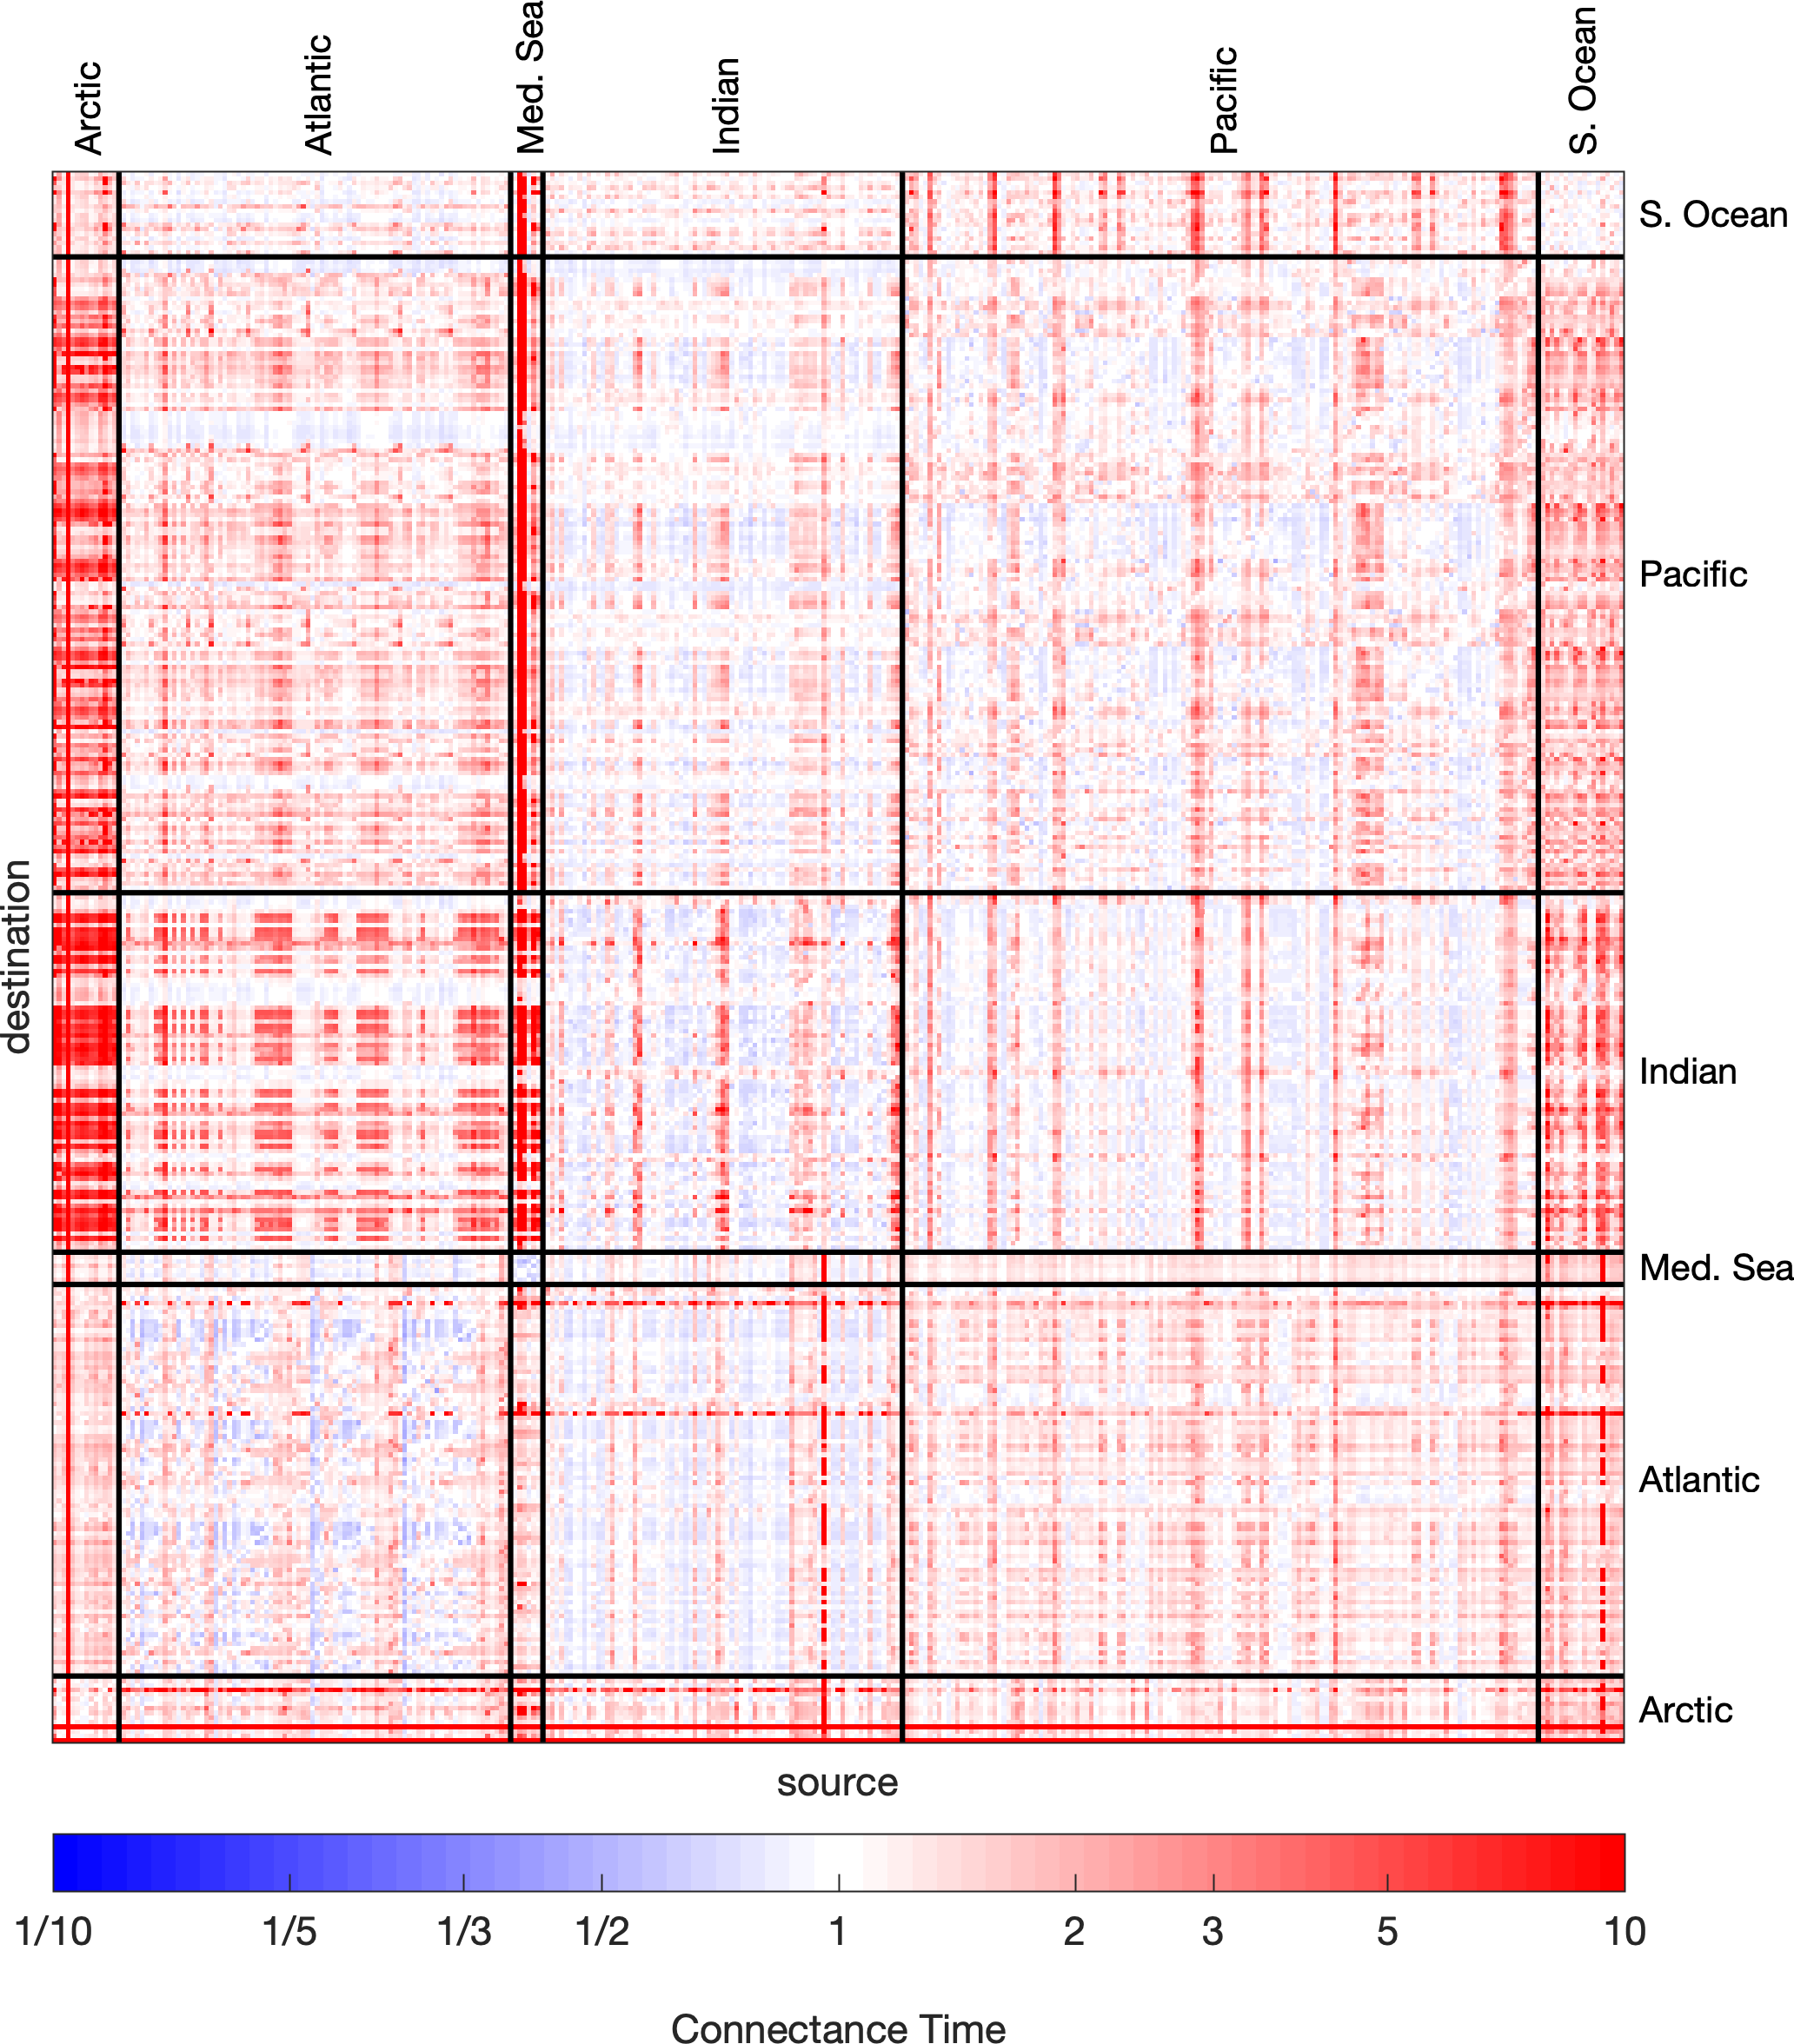 Arctic
Atlantic
Med. Sea
Indian
Pacific
S. Ocean
S. Ocean
Pacific
Indian
Med. Sea
Atlantic
Arctic
destination
source
1/10 1/5 1/3 1/2 1 2 3 5 10
Connectance Time